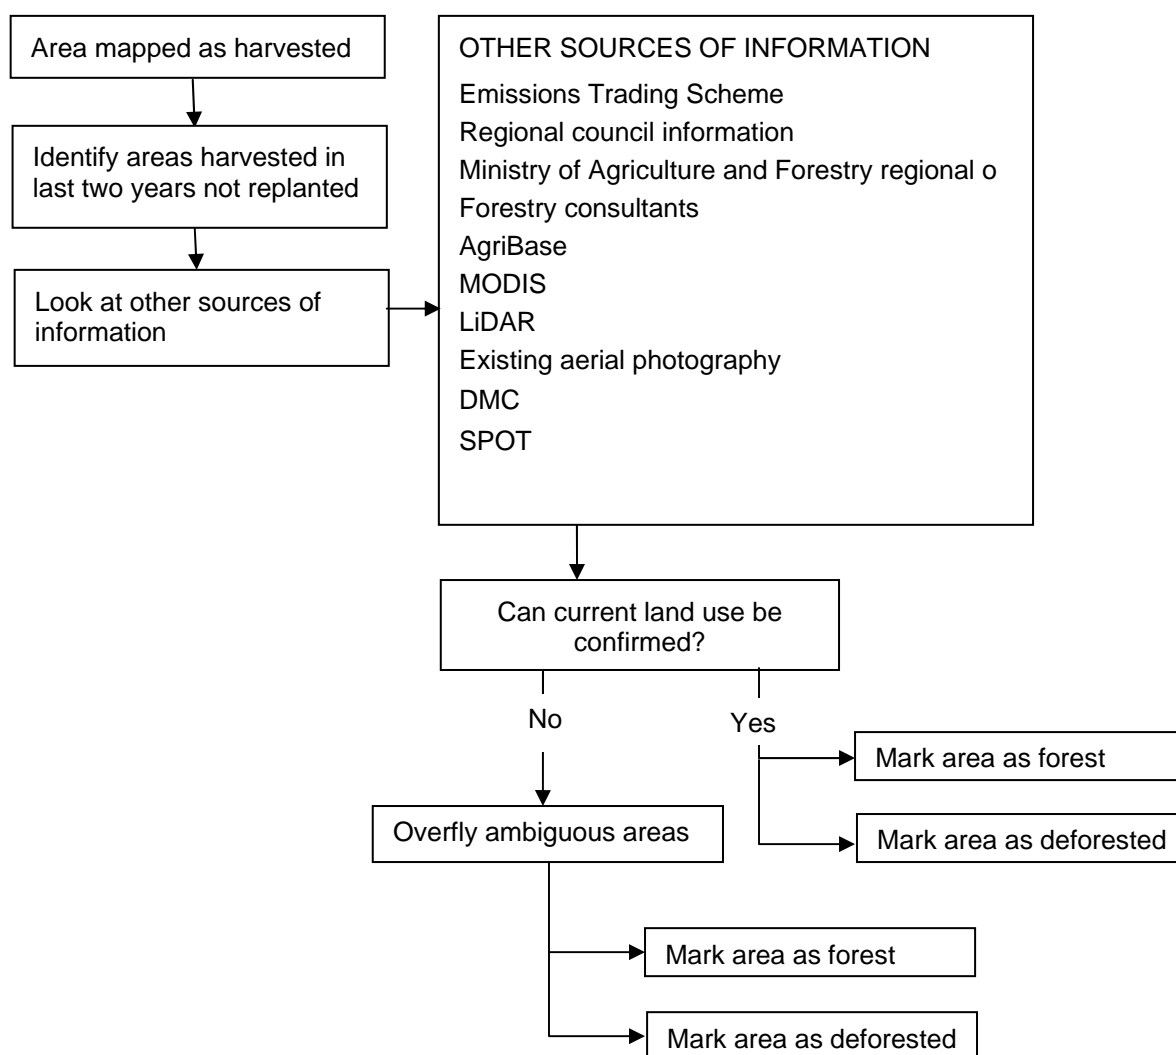 Area mapped as harvested
Identify areas harvested in
last two years not replanted
Look at other sources of
information
OTHER SOURCES OF INFORMATION
Emissions Trading Scheme
Regional council information
Ministry of Agriculture and Forestry regional o
Forestry consultants
AgriBase
MODIS
LiDAR
Existing aerial photography
DMC
SPOT
Can current land use be
confirmed?
No
Yes
Mark area as forest
Mark area as deforested
Overfly ambiguous areas
Mark area as forest
Mark area as deforested